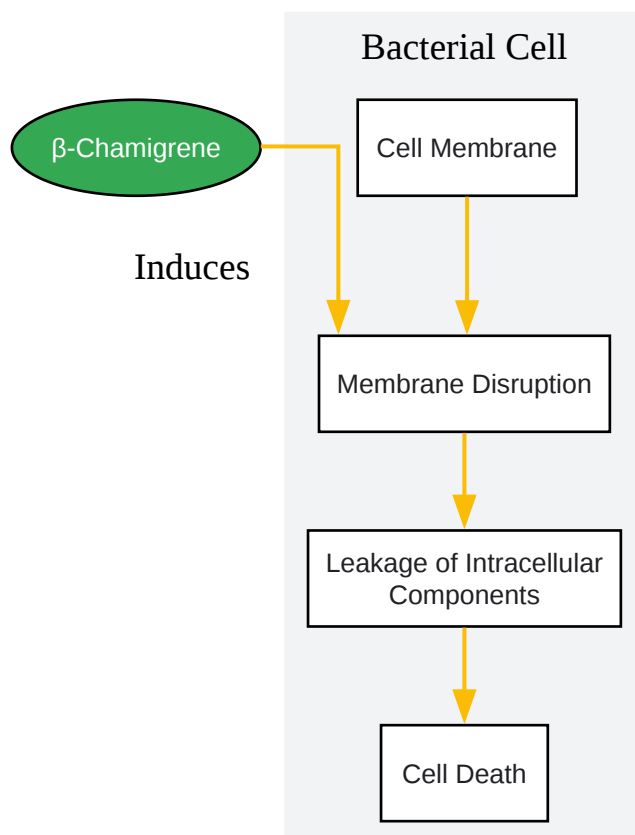 Bacterial Cell
β-Chamigrene
Cell Membrane
Induces
Membrane Disruption
Leakage of Intracellular
Components
Cell Death